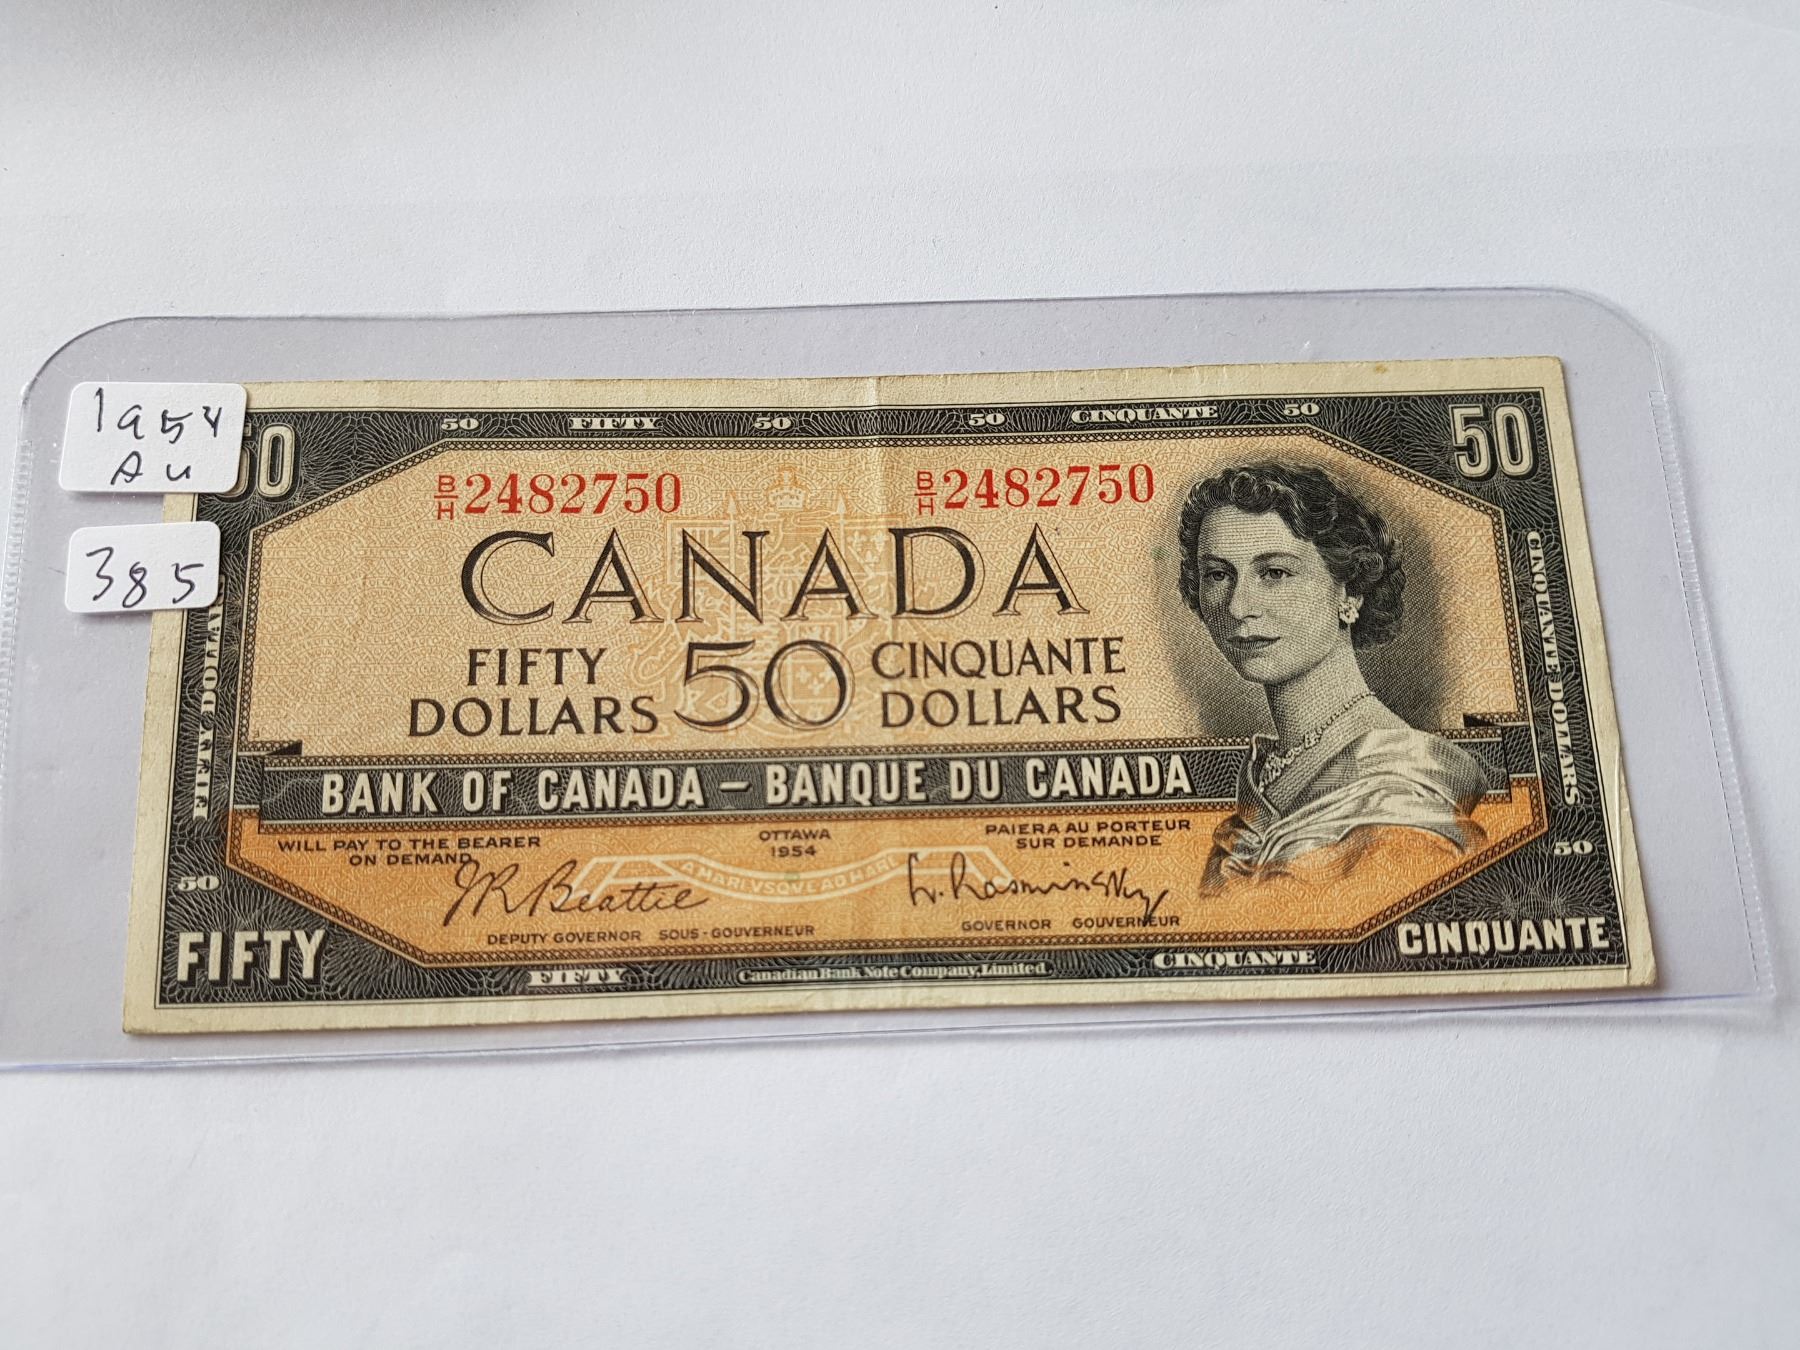 1954
AU
385
50 FIFTY 50 50 CINQUANTE 50
50
B/H 2482750 B/H 2482750
CANADA
FIFTY DOLLARS 50 CINQUANTE DOLLARS
CINQUANTE DOLLARS
BANK OF CANADA – BANQUE DU CANADA
WILL PAY TO THE BEARER
ON DEMAND
OTTAWA
1954
PAIERA AU PORTEUR
SUR DEMANDE
A MARI VSQVE AD MARE
J R Beattie
L. Rasminsky
DEPUTY GOVERNOR SOUS-GOUVERNEUR
GOVERNOR GOUVERNEUR
50
50
FIFTY
CINQUANTE
FIFTY Canadian Bank Note Company, Limited CINQUANTE